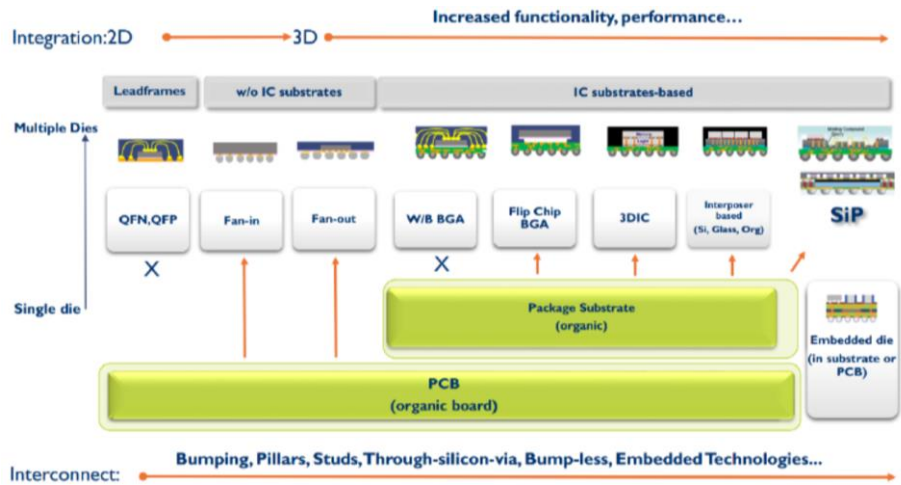 Increased functionality, performance...
Integration:2D
3D
Leadframes
w/o IC substrates
IC substrates-based
Multiple Dies
QFN,QFP
Fan-in
Fan-out
W/B BGA
Flip Chip
BGA
3DIC
Interposer
based
(Si, Glass, Org)
SiP
X
X
Single die
Package Substrate
(organic)
Embedded die
(in substrate or
PCB)
PCB
(organic board)
Bumping, Pillars, Studs,Through-silicon-via, Bump-less, Embedded Technologies...
Interconnect: